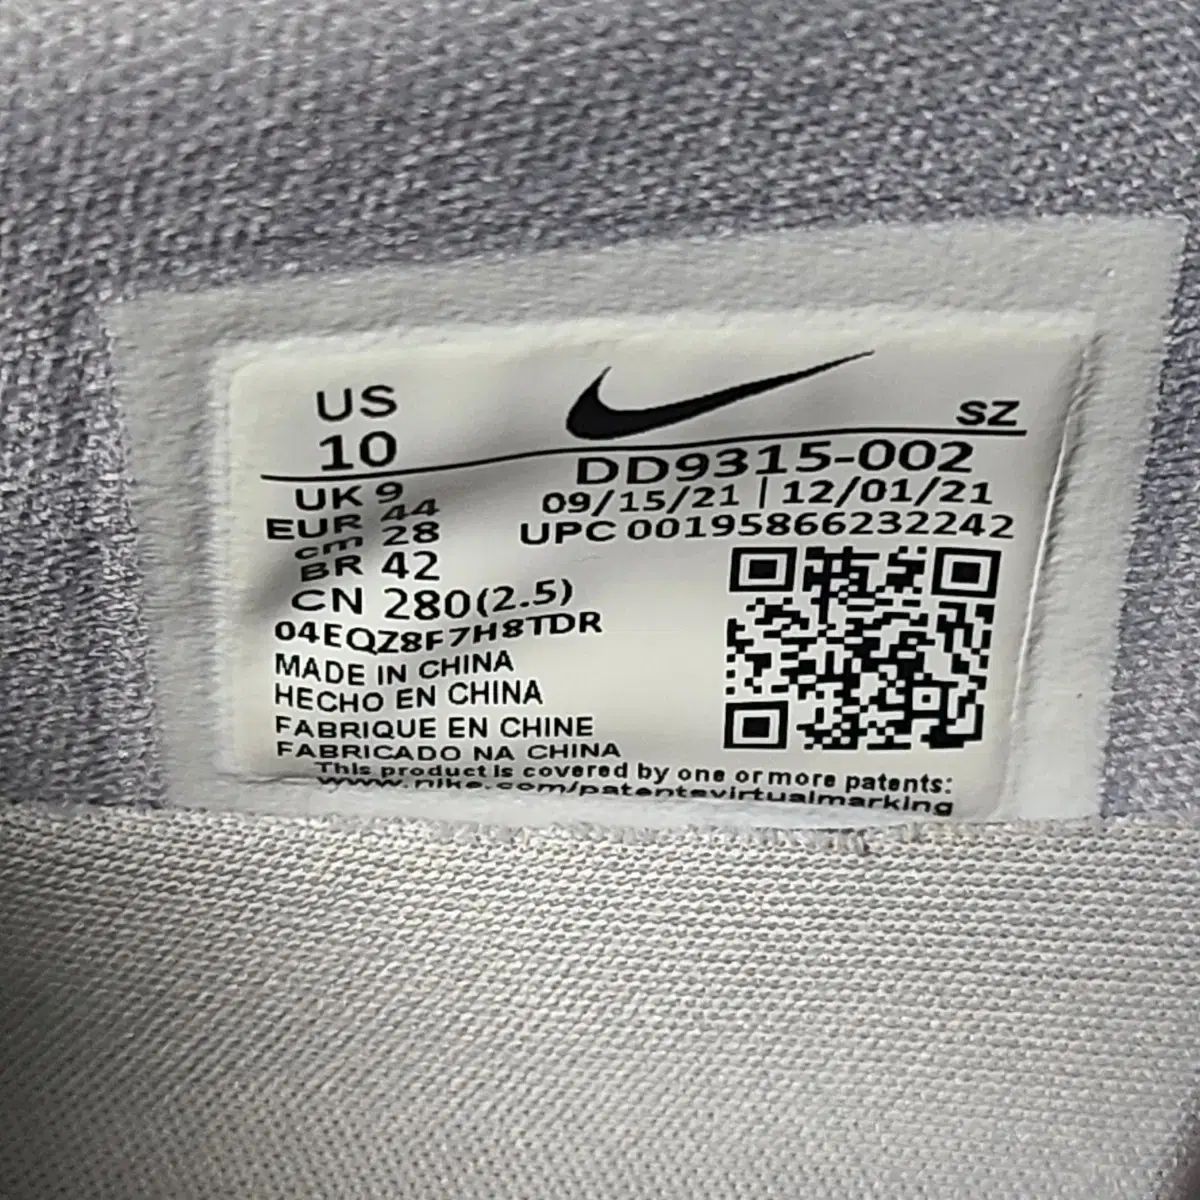 US
10
SZ
DD9315-002
09/15/21 | 12/01/21
UPC 00195866232242
UK 9
EUR 44
cm 28
BR 42
CN 280(2.5)
04EQZ8F7H8TDR
MADE IN CHINA
HECHO EN CHINA
FABRIQUE EN CHINE
FABRICADO NA CHINA
This product is covered by one or more patents:
www.nike.com/patentsvirtualmarking